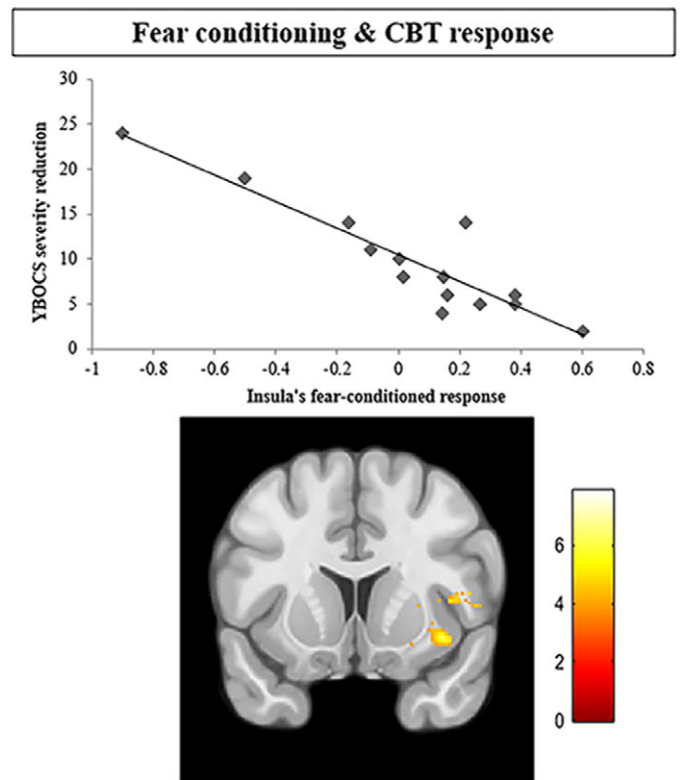 Fear conditioning & CBT response
30
25
20
15
10
5
0
YBOCS severity reduction
-1 -0.8 -0.6 -0.4 -0.2 0 0.2 0.4 0.6 0.8
Insula's fear-conditioned response
6
4
2
0